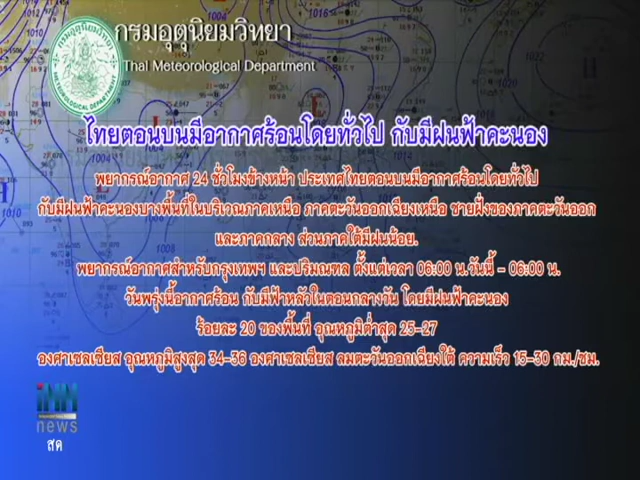 กรมอุตุนิยมวิทยา
Thai Meteorological Department
ไทยตอนบนมีอากาศร้อนโดยทั่วไป กับมีฝนฟ้าคะนอง
พยากรณ์อากาศ 24 ชั่วโมงข้างหน้า ประเทศไทยตอนบนมีอากาศร้อนโดยทั่วไป
กับมีฝนฟ้าคะนองบางพื้นที่ในบริเวณภาคเหนือ ภาคตะวันออกเฉียงเหนือ ชายฝั่งของภาคตะวันออก
และภาคกลาง ส่วนภาคใต้มีฝนน้อย.
พยากรณ์อากาศสำหรับกรุงเทพฯ และปริมณฑล ตั้งแต่เวลา 06:00 น.วันนี้ - 06:00 น.
วันพรุ่งนี้อากาศร้อน กับมีฟ้าหลัวในตอนกลางวัน โดยมีฝนฟ้าคะนอง
ร้อยละ 20 ของพื้นที่ อุณหภูมิต่ำสุด 25-27
องศาเซลเซียส อุณหภูมิสูงสุด 34-36 องศาเซลเซียส ลมตะวันออกเฉียงใต้ ความเร็ว 15-30 กม./ชม.
iNN
news
สด